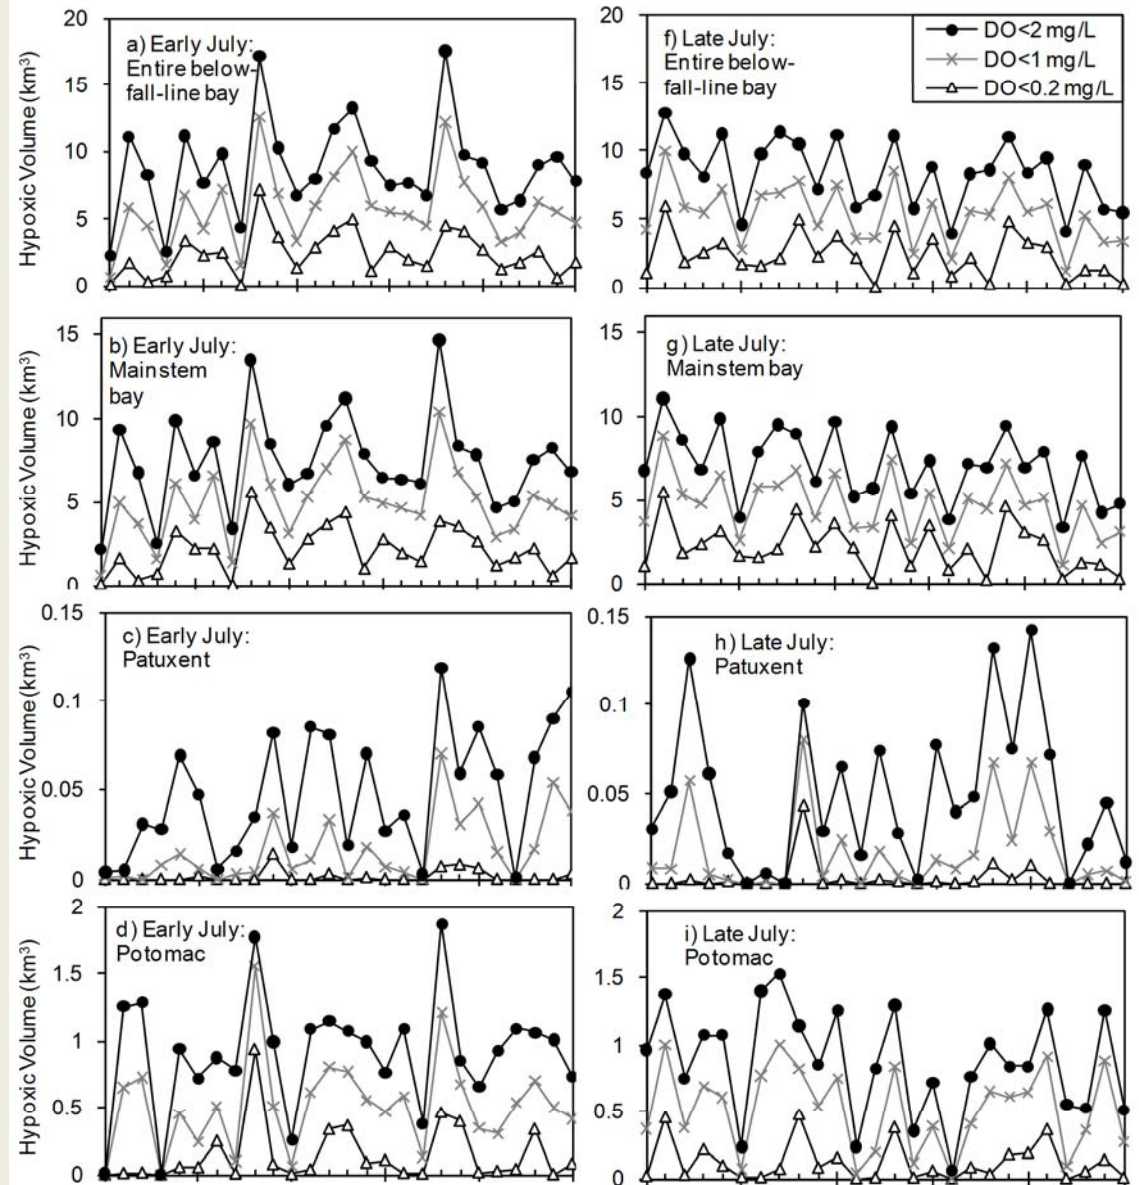 Hypoxic Volume (km³)
20
15
10
5
0
a) Early July:
Entire below-
fall-line bay
20
15
10
5
0
f) Late July:
Entire below-
fall-line bay
DO<2 mg/L
DO<1 mg/L
DO<0.2 mg/L
Hypoxic Volume (km³)
15
10
5
0
b) Early July:
Mainstem
bay
15
10
5
0
g) Late July:
Mainstem bay
Hypoxic Volume (km³)
0.15
0.1
0.05
0
c) Early July:
Patuxent
0.15
0.1
0.05
0
h) Late July:
Patuxent
Hypoxic Volume (km³)
2
1.5
1
0.5
0
d) Early July:
Potomac
2
1.5
1
0.5
0
i) Late July:
Potomac